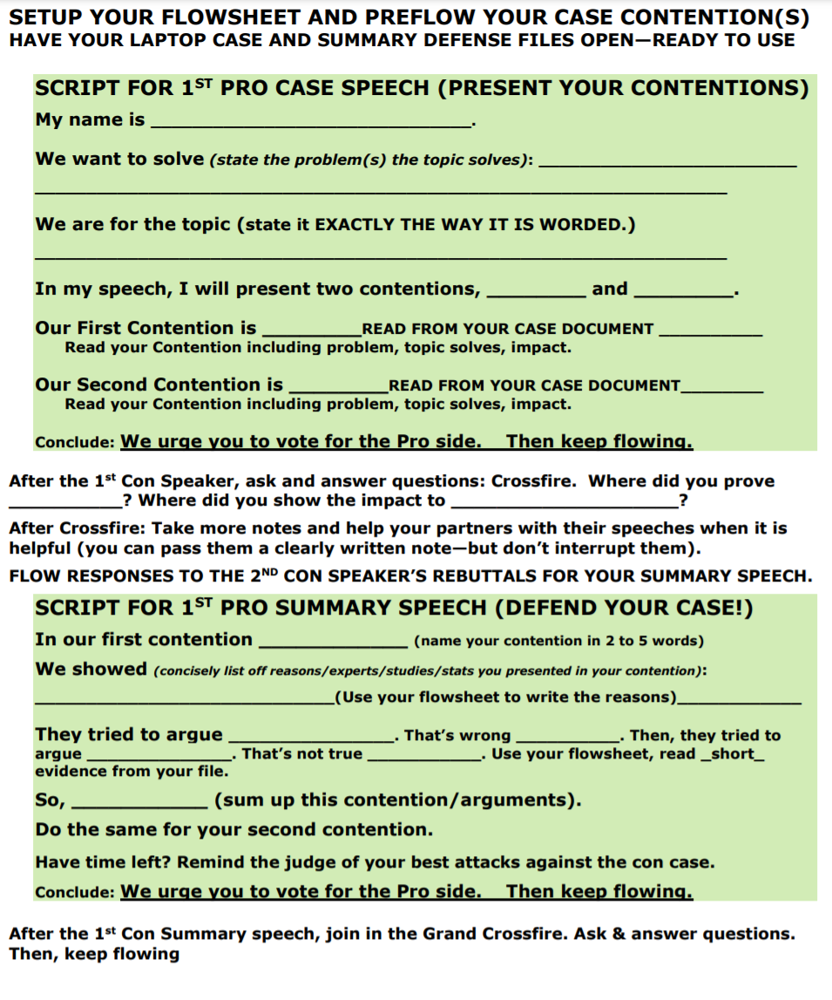 SETUP YOUR FLOWSHEET AND PREFLOW YOUR CASE CONTENTION(S)
HAVE YOUR LAPTOP CASE AND SUMMARY DEFENSE FILES OPEN—READY TO USE
SCRIPT FOR 1ST PRO CASE SPEECH (PRESENT YOUR CONTENTIONS)
My name is ______________________________.
We want to solve (state the problem(s) the topic solves): ________________________
_________________________________________________________________
We are for the topic (state it EXACTLY THE WAY IT IS WORDED.)
_________________________________________________________________
In my speech, I will present two contentions, _________ and _________.
Our First Contention is _________READ FROM YOUR CASE DOCUMENT __________
Read your Contention including problem, topic solves, impact.
Our Second Contention is _________READ FROM YOUR CASE DOCUMENT________
Read your Contention including problem, topic solves, impact.
Conclude: We urge you to vote for the Pro side. Then keep flowing.
After the 1st Con Speaker, ask and answer questions: Crossfire. Where did you prove
___________? Where did you show the impact to ______________________?
After Crossfire: Take more notes and help your partners with their speeches when it is
helpful (you can pass them a clearly written note—but don’t interrupt them).
FLOW RESPONSES TO THE 2ND CON SPEAKER’S REBUTTALS FOR YOUR SUMMARY SPEECH.
SCRIPT FOR 1ST PRO SUMMARY SPEECH (DEFEND YOUR CASE!)
In our first contention ______________ (name your contention in 2 to 5 words)
We showed (concisely list off reasons/experts/studies/stats you presented in your contention):
____________________________(Use your flowsheet to write the reasons)____________
They tried to argue ________________. That’s wrong __________. Then, they tried to
argue ______________. That’s not true ___________. Use your flowsheet, read _short_
evidence from your file.
So, _____________ (sum up this contention/arguments).
Do the same for your second contention.
Have time left? Remind the judge of your best attacks against the con case.
Conclude: We urge you to vote for the Pro side. Then keep flowing.
After the 1st Con Summary speech, join in the Grand Crossfire. Ask & answer questions.
Then, keep flowing